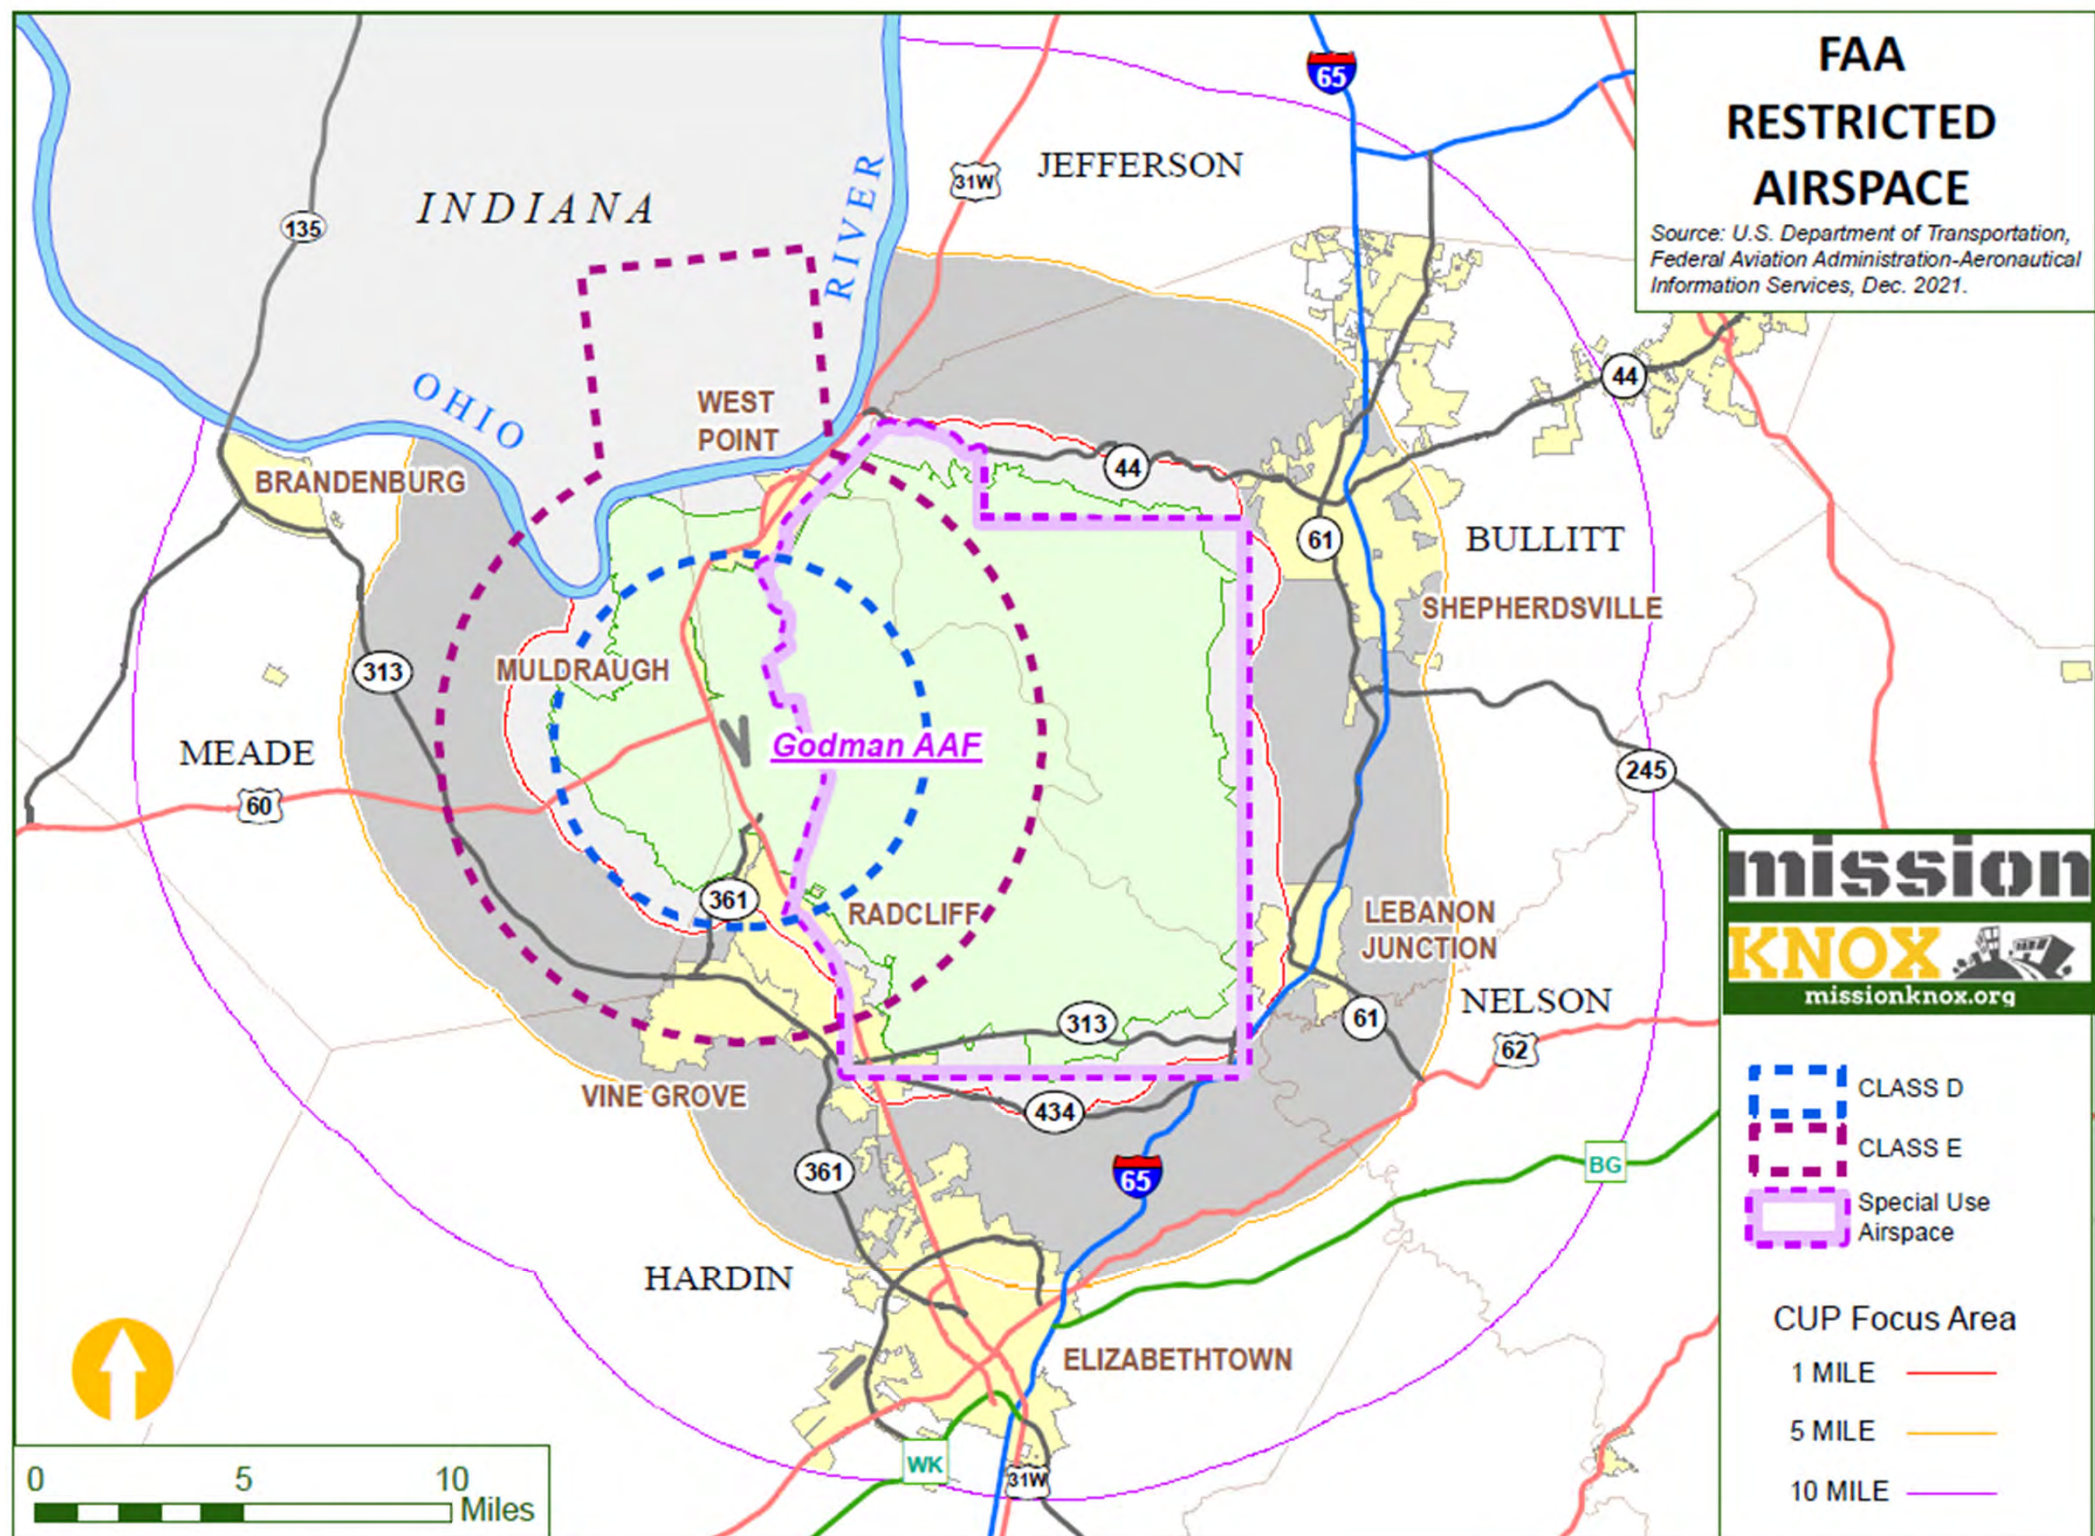 FAA
RESTRICTED
AIRSPACE
Source: U.S. Department of Transportation,
Federal Aviation Administration-Aeronautical
Information Services, Dec. 2021.
65
31W
JEFFERSON
INDIANA
135
RIVER
OHIO
WEST
POINT
44
44
BRANDENBURG
61
BULLITT
SHEPHERDSVILLE
313
MULDRAUGH
MEADE
Godman AAF
245
60
361
RADCLIFF
LEBANON
JUNCTION
NELSON
313
61
62
VINE GROVE
434
361
65
BG
HARDIN
ELIZABETHTOWN
WK
31W
mission
KNOX
missionknox.org
CLASS D
CLASS E
Special Use
Airspace
CUP Focus Area
1 MILE
5 MILE
10 MILE
0 5 10
Miles